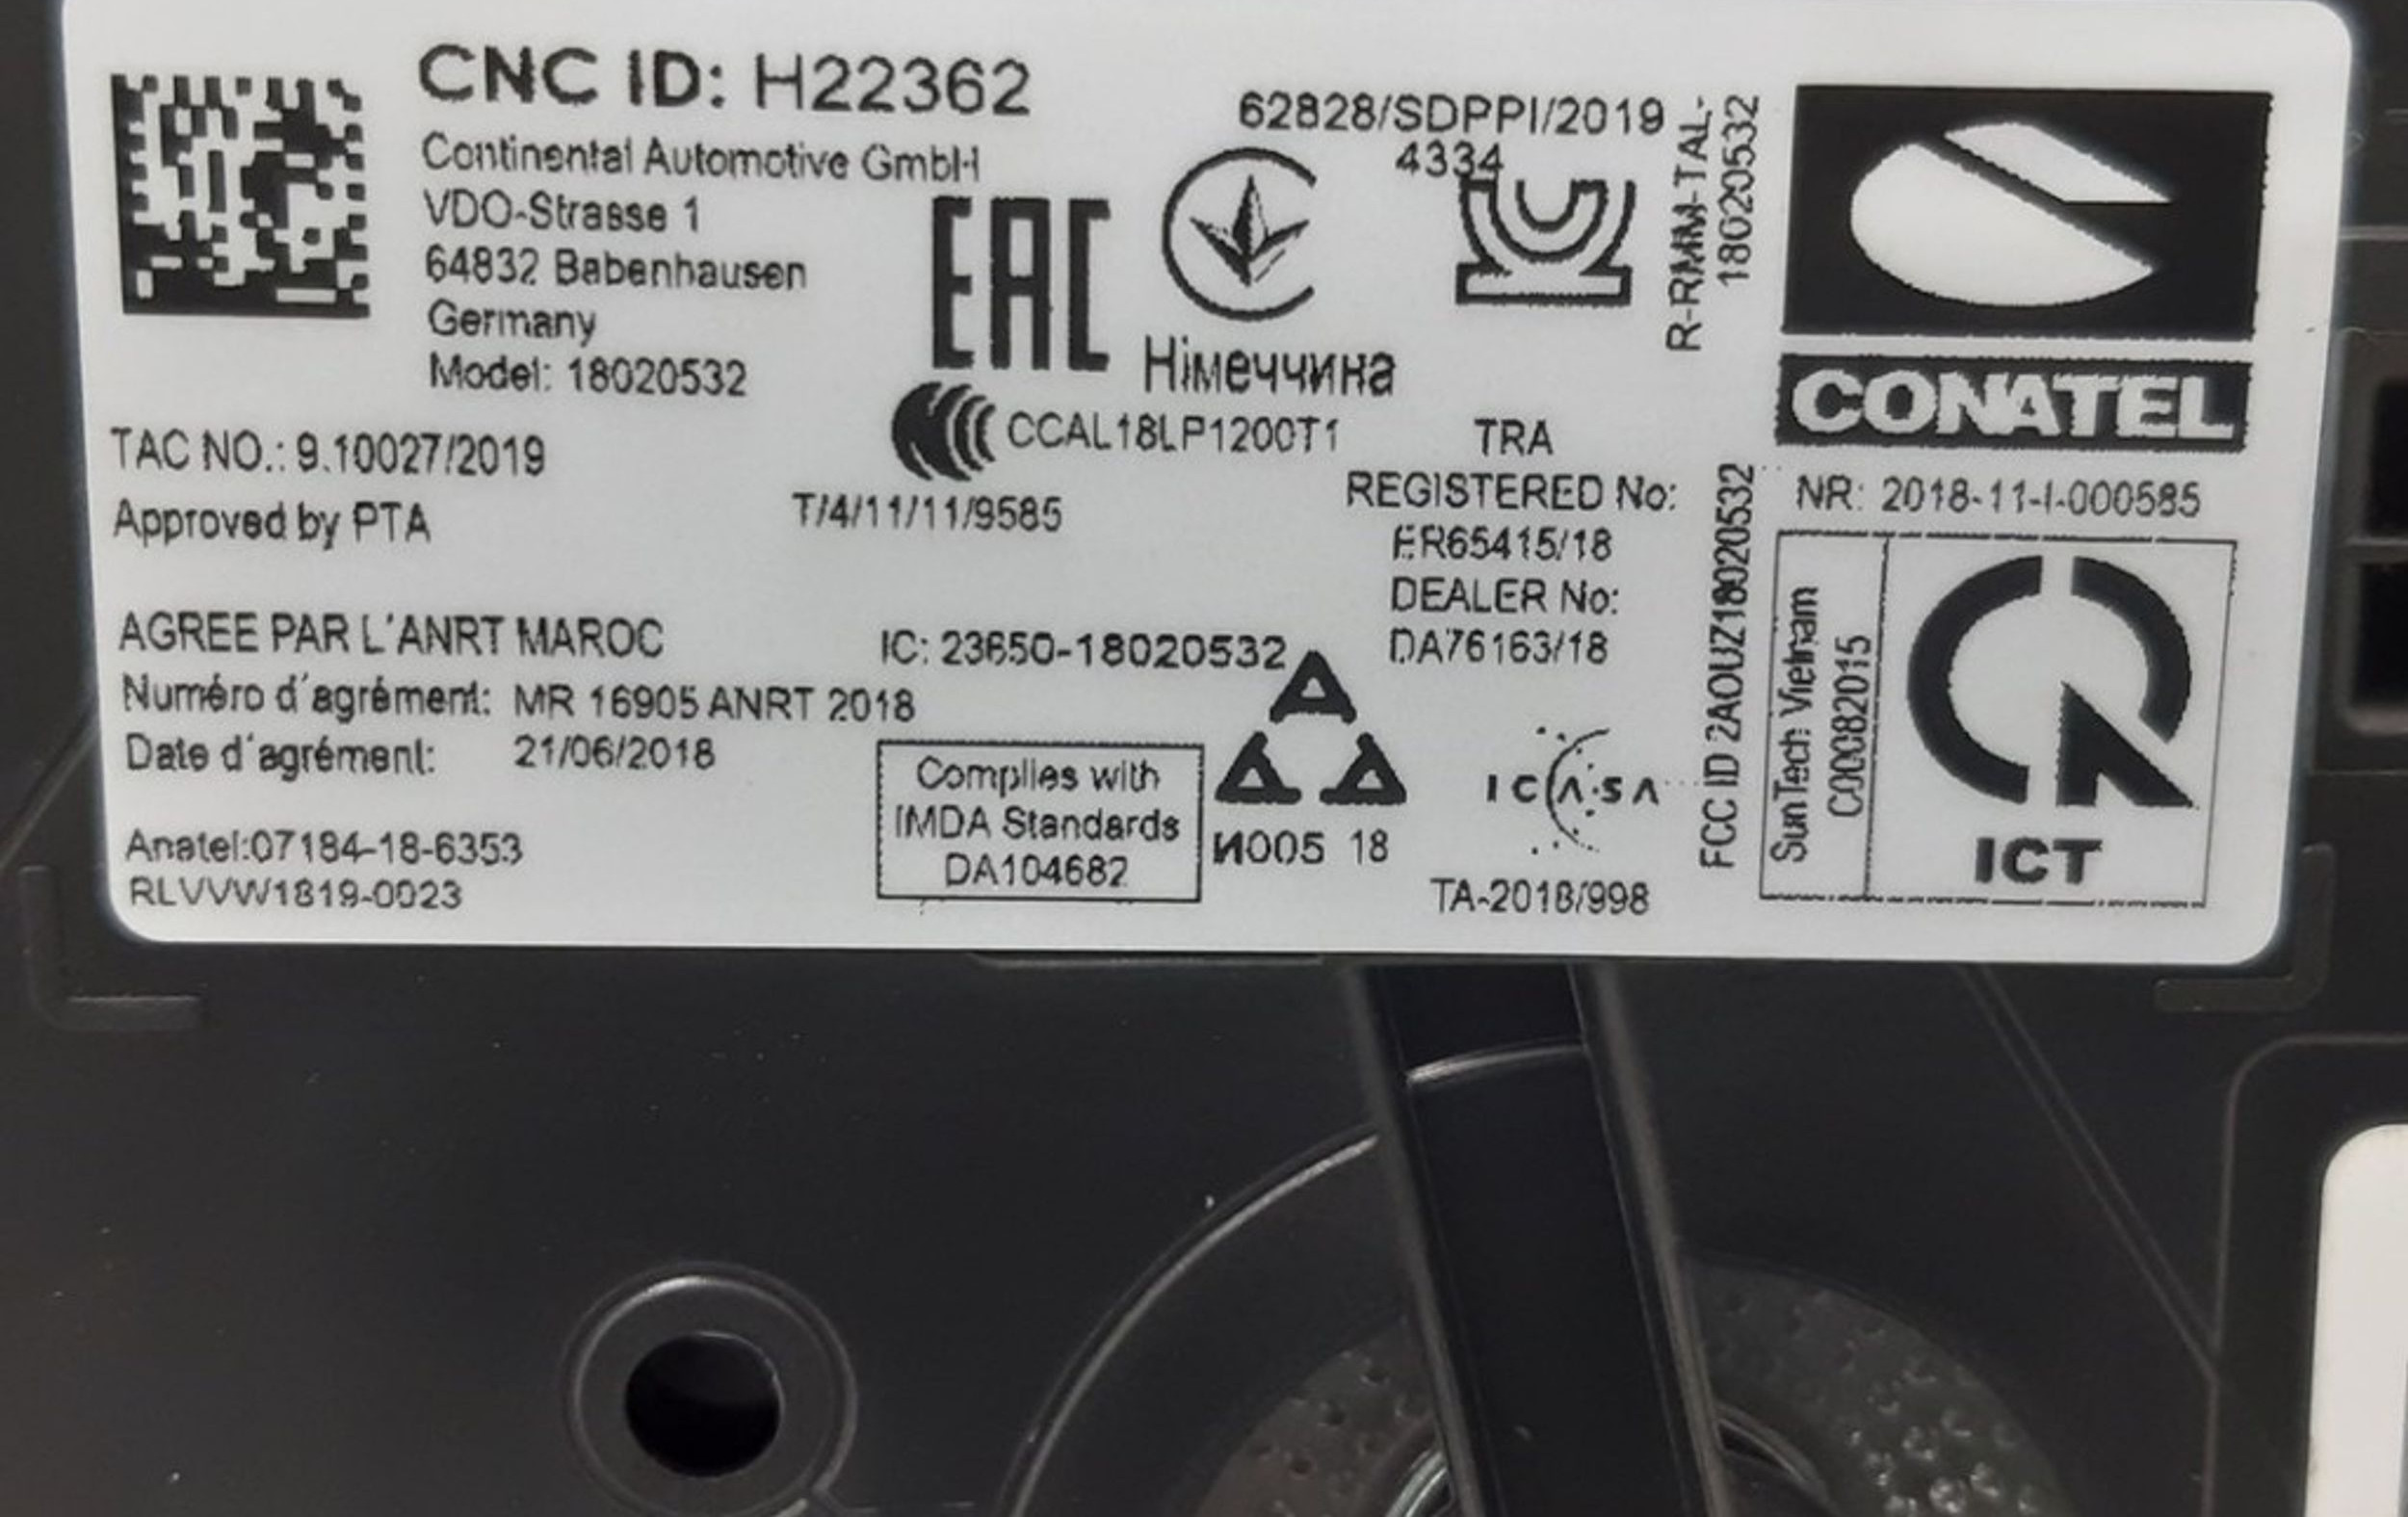 CNC ID: H22362
Continental Automotive GmbH
VDO-Strasse 1
64832 Babenhausen
Germany
Model: 18020532
TAC NO.: 9.10027/2019
Approved by PTA
AGREE PAR L'ANRT MAROC
Numéro d'agrément: MR 16905 ANRT 2018
Date d'agrément: 21/06/2018
Anatel:07184-18-6353
RLVVW1819-0023
EAC
Німеччина
CCAL18LP1200T1
T/4/11/11/9585
IC: 23650-18020532
Complies with
IMDA Standards
DA104682
И005 18
62828/SDPPI/2019
4334
R-RMM-TAL-
18020532
TRA
REGISTERED No:
ER65415/18
DEALER No:
DA76163/18
ICASA
TA-2018/998
FCC ID 2AOUZ18020532
CONATEL
NR: 2018-11-I-000585
SunTech Vietnam
C00082015
ICT